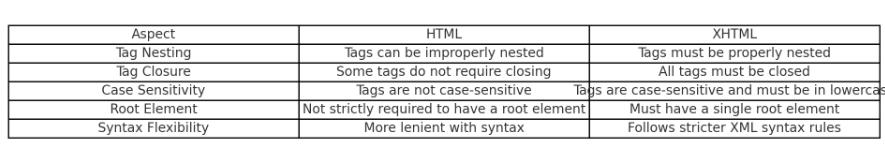 Aspect HTML XHTML
Tag Nesting Tags can be improperly nested Tags must be properly nested
Tag Closure Some tags do not require closing All tags must be closed
Case Sensitivity Tags are not case-sensitive Tags are case-sensitive and must be in lowercas
Root Element Not strictly required to have a root element Must have a single root element
Syntax Flexibility More lenient with syntax Follows stricter XML syntax rules